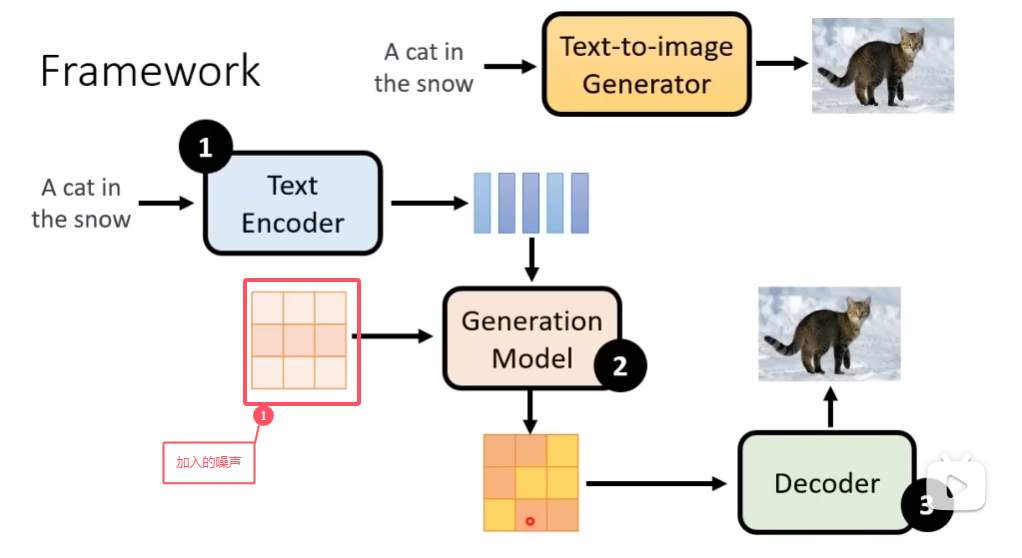 Framework
A cat in
the snow
Text-to-image
Generator
1
A cat in
the snow
Text
Encoder
Generation
Model
2
1
加入的噪声
Decoder
3